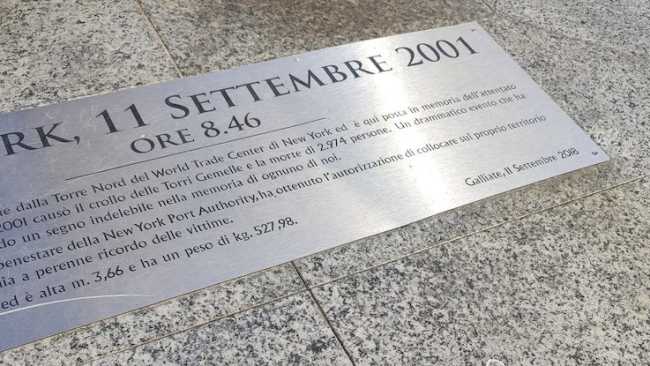 RK, 11 SETTEMBRE 2001
ORE 8.46
dalla Torre Nord del World Trade Center di New York ed è qui posta in memoria dell'attentato
2001 causò il crollo delle Torri Gemelle e la morte di 2.974 persone. Un drammatico evento che ha
un segno indelebile nella memoria di ognuno di noi.
benestare della New York Port Authority, ha ottenuto l'autorizzazione di collocare sul proprio territorio
a perenne ricordo delle vittime.
ed è alta m. 3,66 e ha un peso di kg. 527,98.
Galliate, 11 Settembre 2018